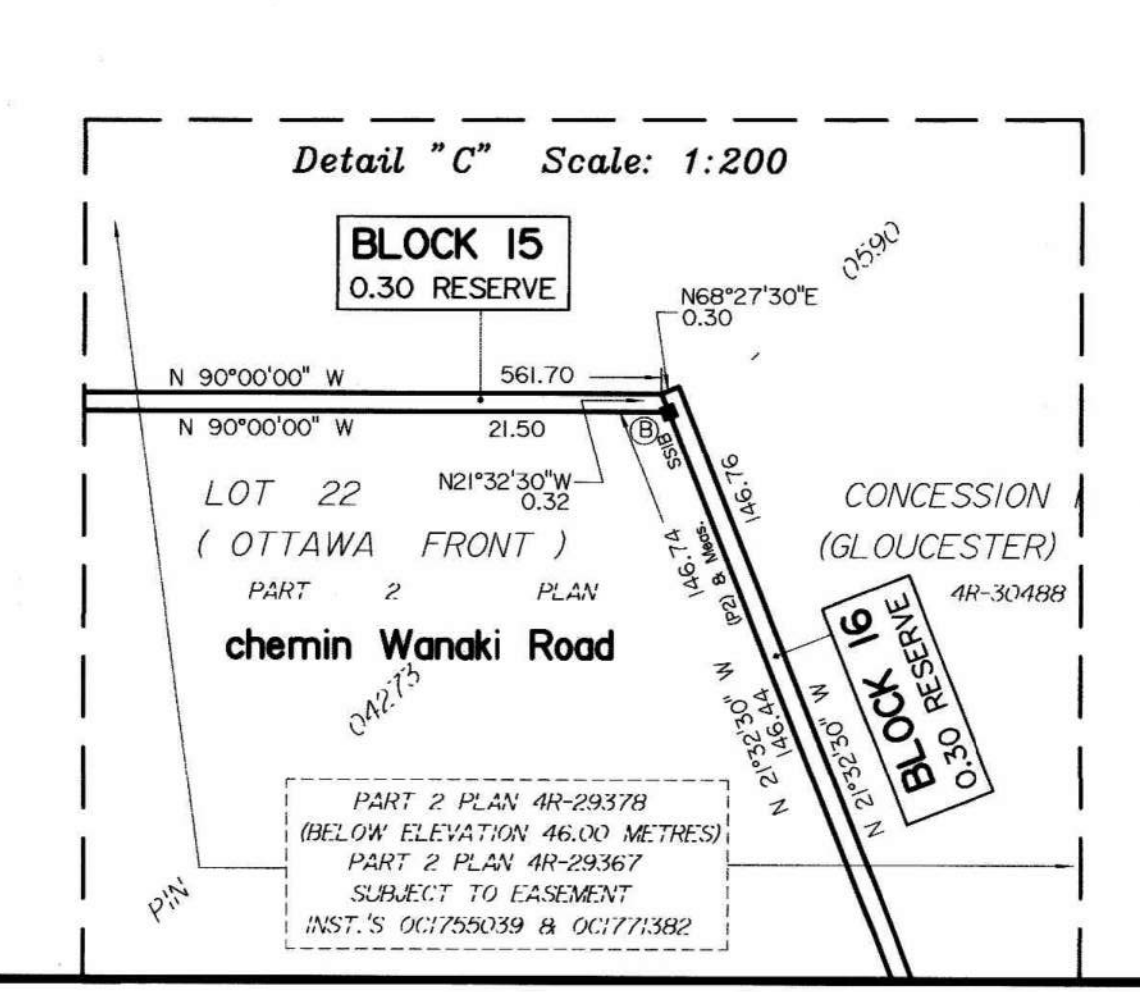 Detail "C" Scale: 1:200
BLOCK 15
0.30 RESERVE
0590
N68°27'30"E
0.30
N 90°00'00" W 561.70
N 90°00'00" W 21.50
B
SSIB
N21°32'30"W
0.32
146.76
LOT 22
( OTTAWA FRONT )
PART 2 PLAN
chemin Wanaki Road
04273
146.74
(P2) & Meas.
CONCESSION
(GLOUCESTER)
4R-30488
BLOCK 16
0.30 RESERVE
N 21°32'30" W
146.44
N 21°32'30" W
PART 2 PLAN 4R-29378
(BELOW ELEVATION 46.00 METRES)
PART 2 PLAN 4R-29367
SUBJECT TO EASEMENT
INST.'S OC1755039 & OC1771382
PIN